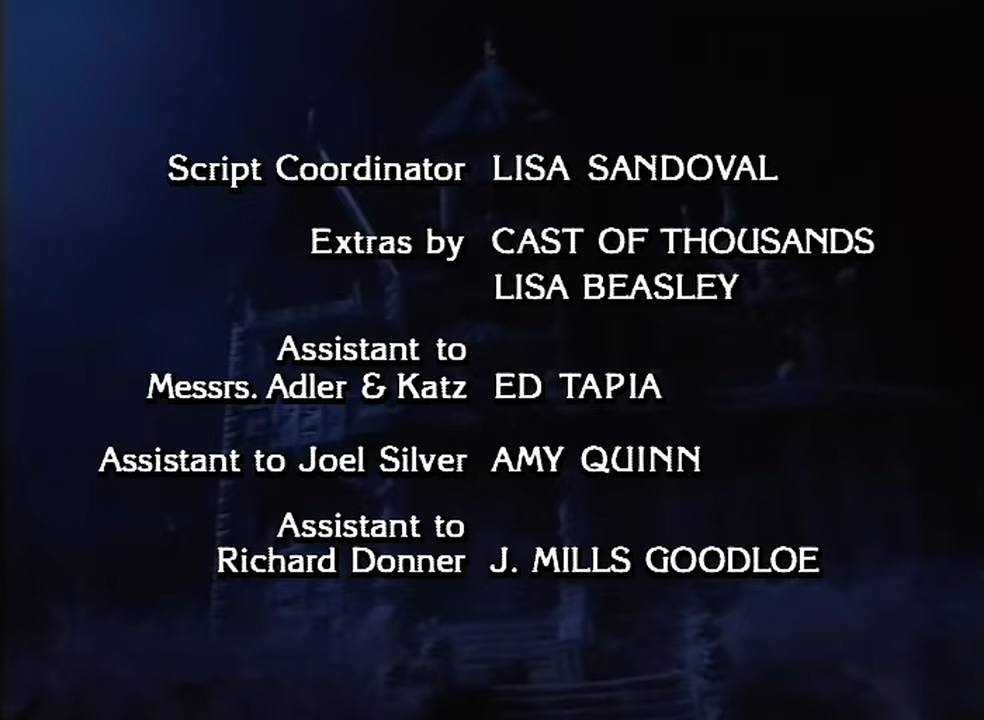 Script Coordinator LISA SANDOVAL
Extras by CAST OF THOUSANDS
LISA BEASLEY
Assistant to
Messrs. Adler & Katz ED TAPIA
Assistant to Joel Silver AMY QUINN
Assistant to
Richard Donner J. MILLS GOODLOE